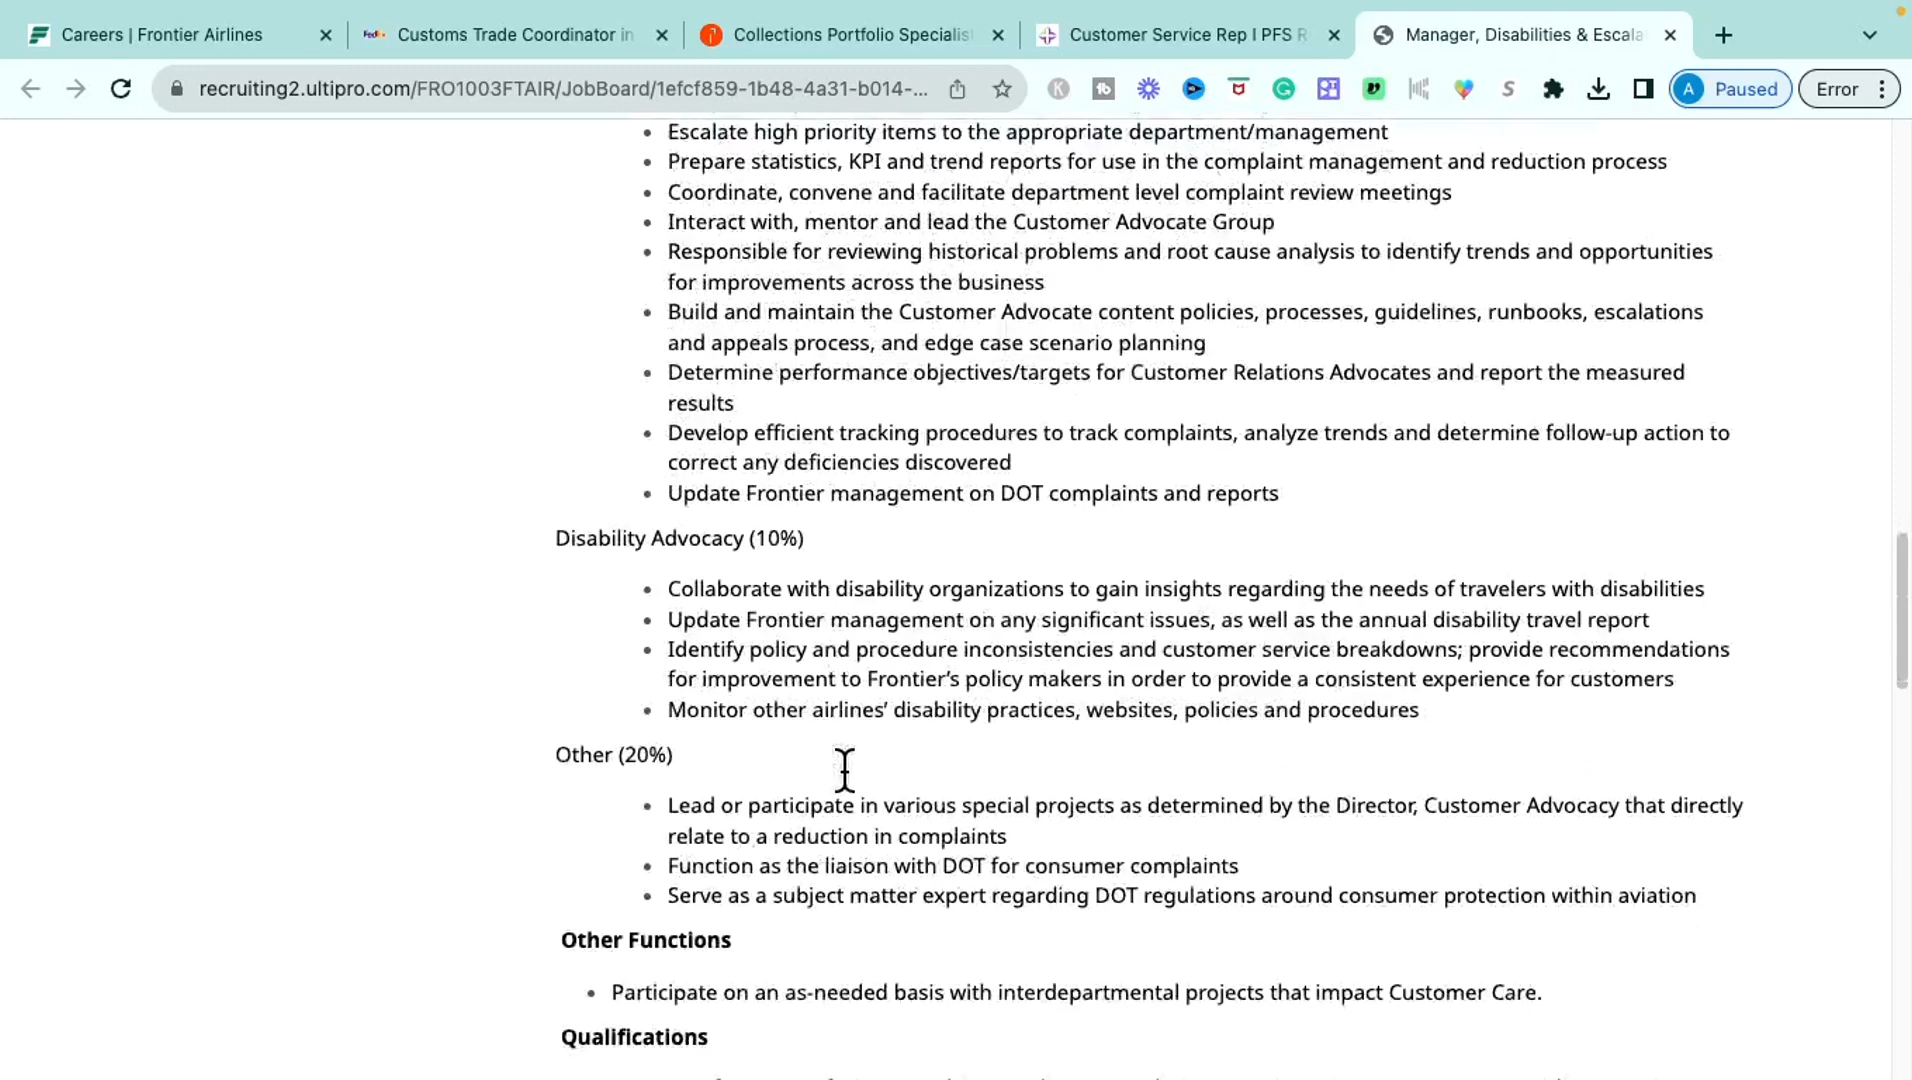 Careers | Frontier Airlines
Customs Trade Coordinator in
Collections Portfolio Specialist
Customer Service Rep I PFS R
Manager, Disabilities & Escala
recruiting2.ultipro.com/FRO1003FTAIR/JobBoard/1efcf859-1b48-4a31-b014-...
A Paused
Error
Escalate high priority items to the appropriate department/management
Prepare statistics, KPI and trend reports for use in the complaint management and reduction process
Coordinate, convene and facilitate department level complaint review meetings
Interact with, mentor and lead the Customer Advocate Group
Responsible for reviewing historical problems and root cause analysis to identify trends and opportunities
for improvements across the business
Build and maintain the Customer Advocate content policies, processes, guidelines, runbooks, escalations
and appeals process, and edge case scenario planning
Determine performance objectives/targets for Customer Relations Advocates and report the measured
results
Develop efficient tracking procedures to track complaints, analyze trends and determine follow-up action to
correct any deficiencies discovered
Update Frontier management on DOT complaints and reports
Disability Advocacy (10%)
Collaborate with disability organizations to gain insights regarding the needs of travelers with disabilities
Update Frontier management on any significant issues, as well as the annual disability travel report
Identify policy and procedure inconsistencies and customer service breakdowns; provide recommendations
for improvement to Frontier’s policy makers in order to provide a consistent experience for customers
Monitor other airlines’ disability practices, websites, policies and procedures
Other (20%)
Lead or participate in various special projects as determined by the Director, Customer Advocacy that directly
relate to a reduction in complaints
Function as the liaison with DOT for consumer complaints
Serve as a subject matter expert regarding DOT regulations around consumer protection within aviation
Other Functions
Participate on an as-needed basis with interdepartmental projects that impact Customer Care.
Qualifications